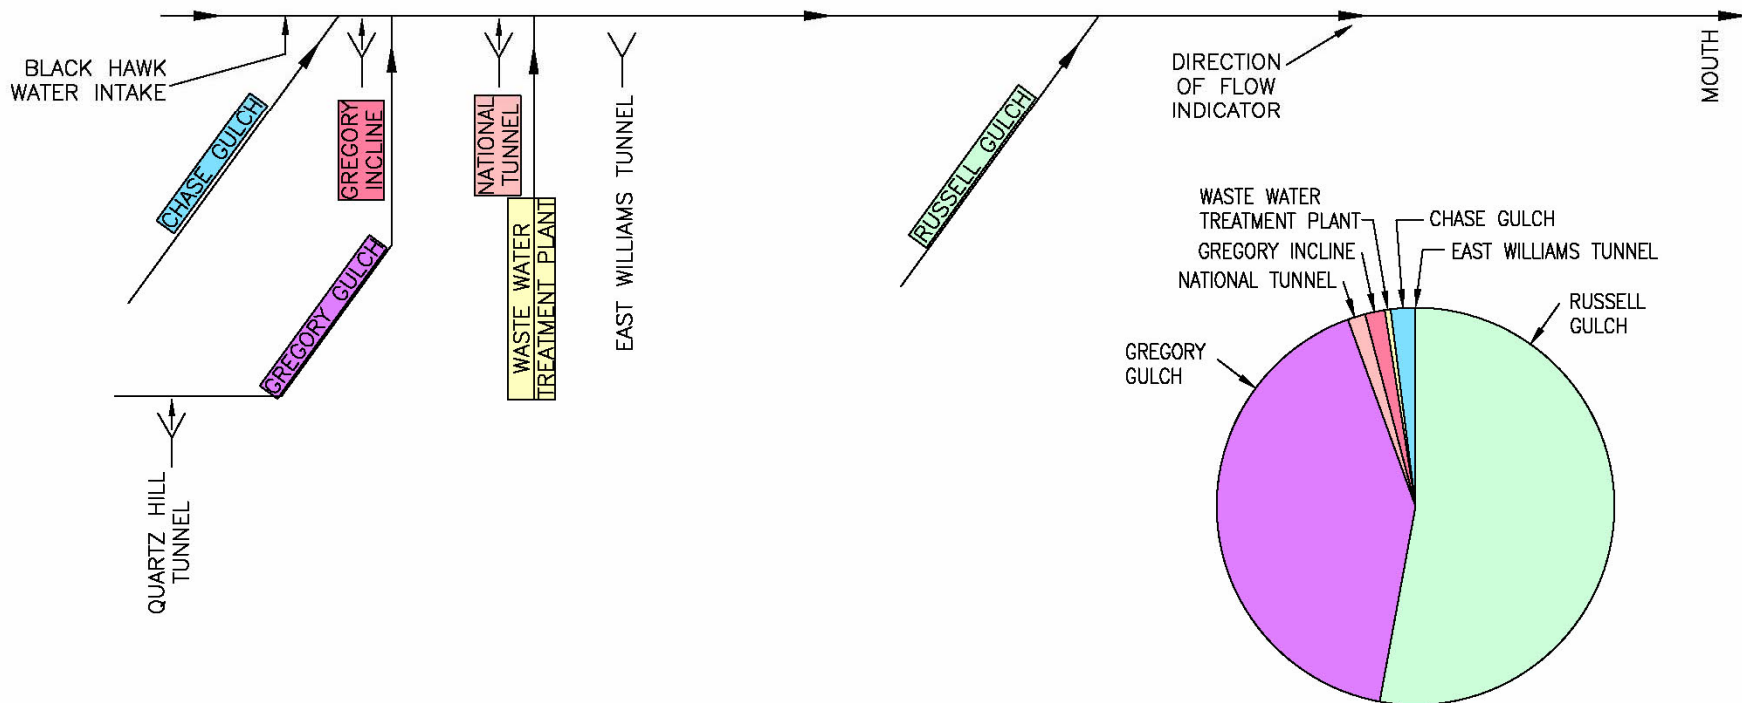 BLACK HAWK
WATER INTAKE
CHASE GULCH
GREGORY
INCLINE
GREGORY GULCH
QUARTZ HILL
TUNNEL
NATIONAL
TUNNEL
WASTE WATER
TREATMENT PLANT
EAST WILLIAMS TUNNEL
RUSSELL GULCH
DIRECTION
OF FLOW
INDICATOR
MOUTH
WASTE WATER
TREATMENT PLANT
GREGORY INCLINE
NATIONAL TUNNEL
CHASE GULCH
EAST WILLIAMS TUNNEL
RUSSELL
GULCH
GREGORY
GULCH